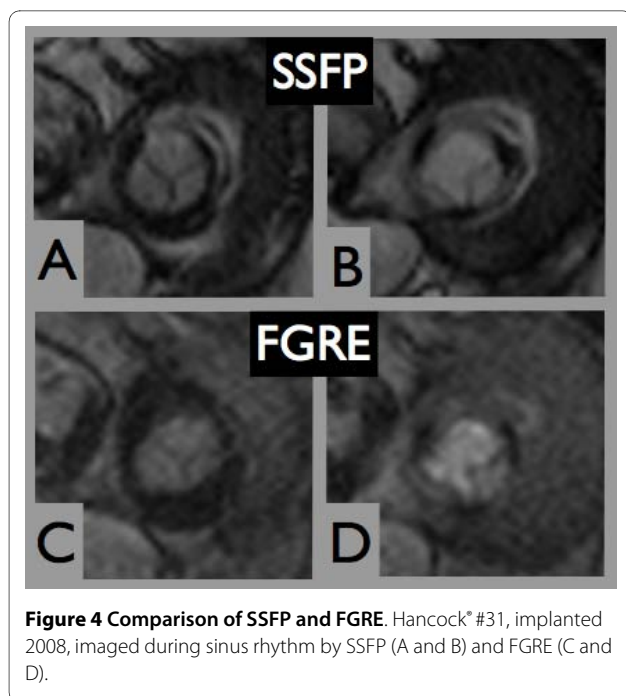 SSFP
A
B
FGRE
C
D
Figure 4 Comparison of SSFP and FGRE. Hancock® #31, implanted
2008, imaged during sinus rhythm by SSFP (A and B) and FGRE (C and
D).